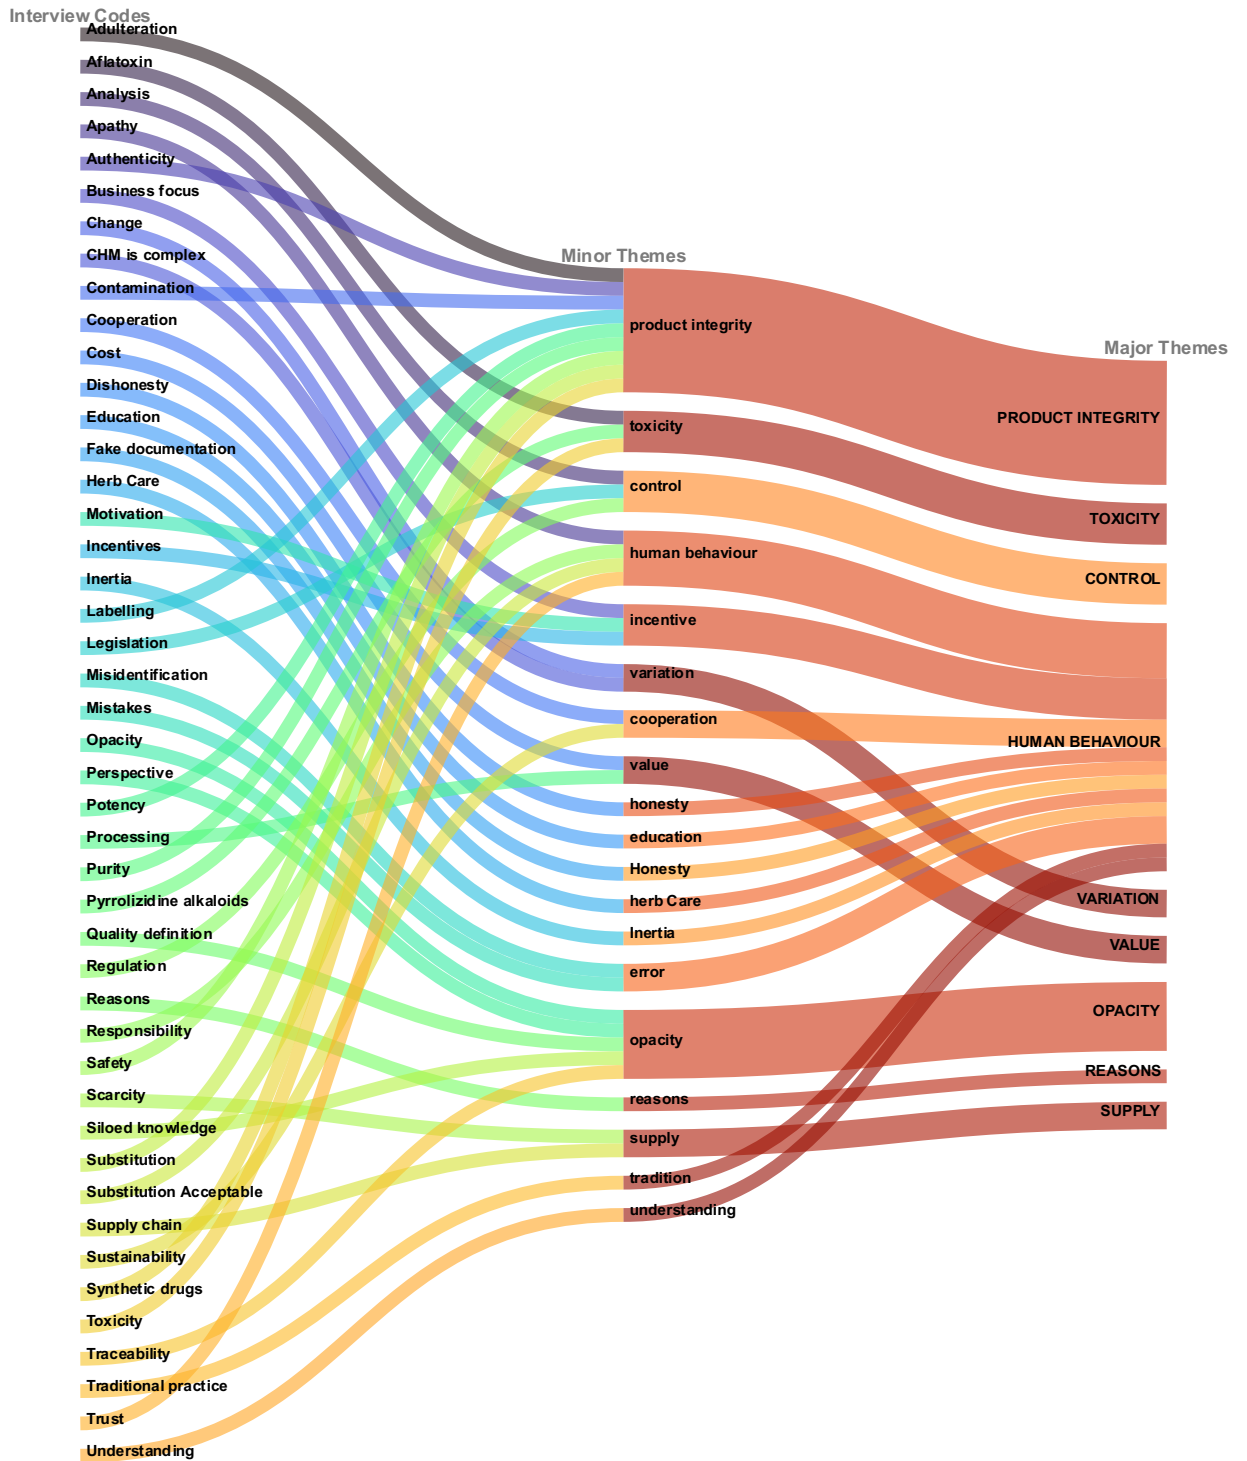 Interview Codes
Adulteration
Aflatoxin
Analysis
Apathy
Authenticity
Business focus
Change
CHM is complex
Contamination
Cooperation
Cost
Dishonesty
Education
Fake documentation
Herb Care
Motivation
Incentives
Inertia
Labelling
Legislation
Misidentification
Mistakes
Opacity
Perspective
Potency
Processing
Purity
Pyrrolizidine alkaloids
Quality definition
Regulation
Reasons
Responsibility
Safety
Scarcity
Siloed knowledge
Substitution
Substitution Acceptable
Supply chain
Sustainability
Synthetic drugs
Toxicity
Traceability
Traditional practice
Trust
Understanding
Minor Themes
product integrity
toxicity
control
human behaviour
incentive
variation
cooperation
value
honesty
education
Honesty
herb Care
Inertia
error
opacity
reasons
supply
tradition
understanding
Major Themes
PRODUCT INTEGRITY
TOXICITY
CONTROL
HUMAN BEHAVIOUR
VARIATION
VALUE
OPACITY
REASONS
SUPPLY